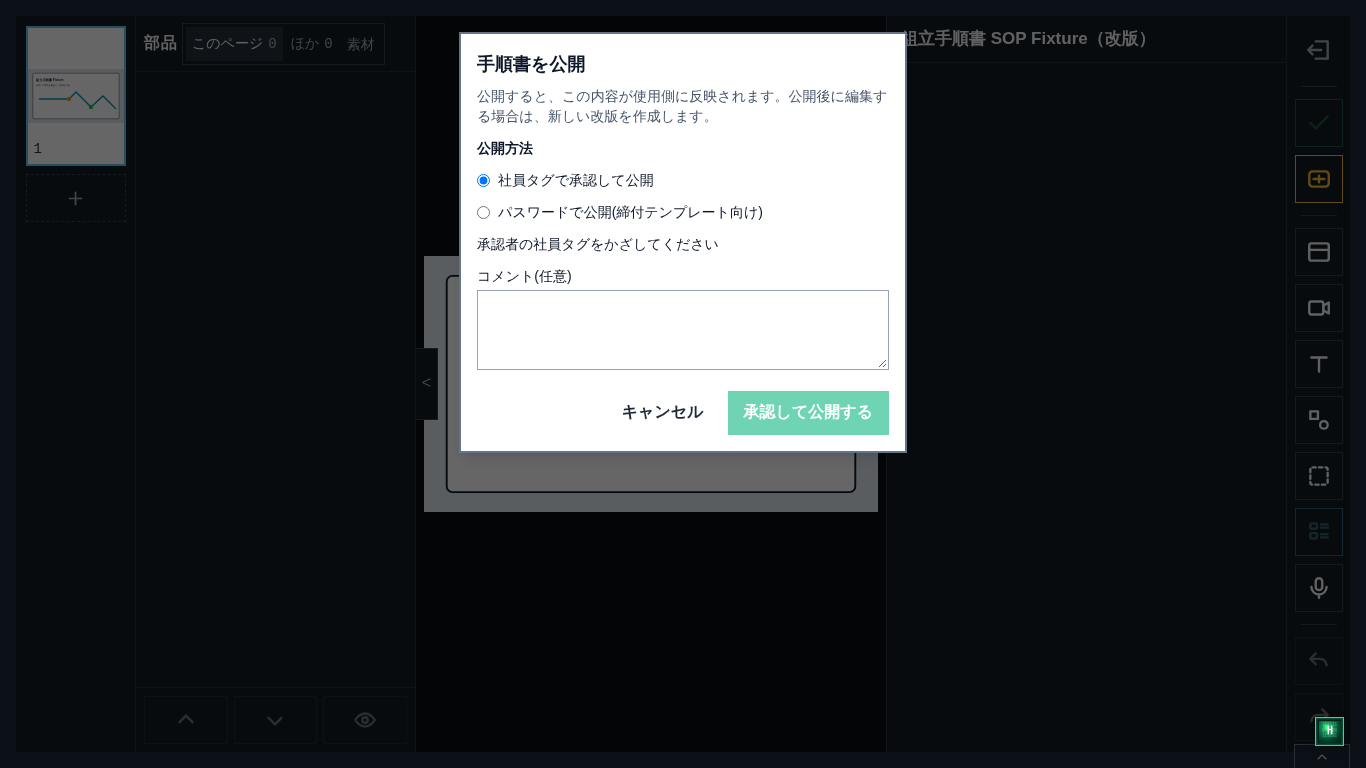 部品
このページ 0
ほか 0
素材
組立手順書 SOP Fixture（改版）
1
手順書を公開
公開すると、この内容が使用側に反映されます。公開後に編集す
る場合は、新しい改版を作成します。
公開方法
社員タグで承認して公開
パスワードで公開(締付テンプレート向け)
承認者の社員タグをかざしてください
コメント(任意)
<
キャンセル
承認して公開する
H